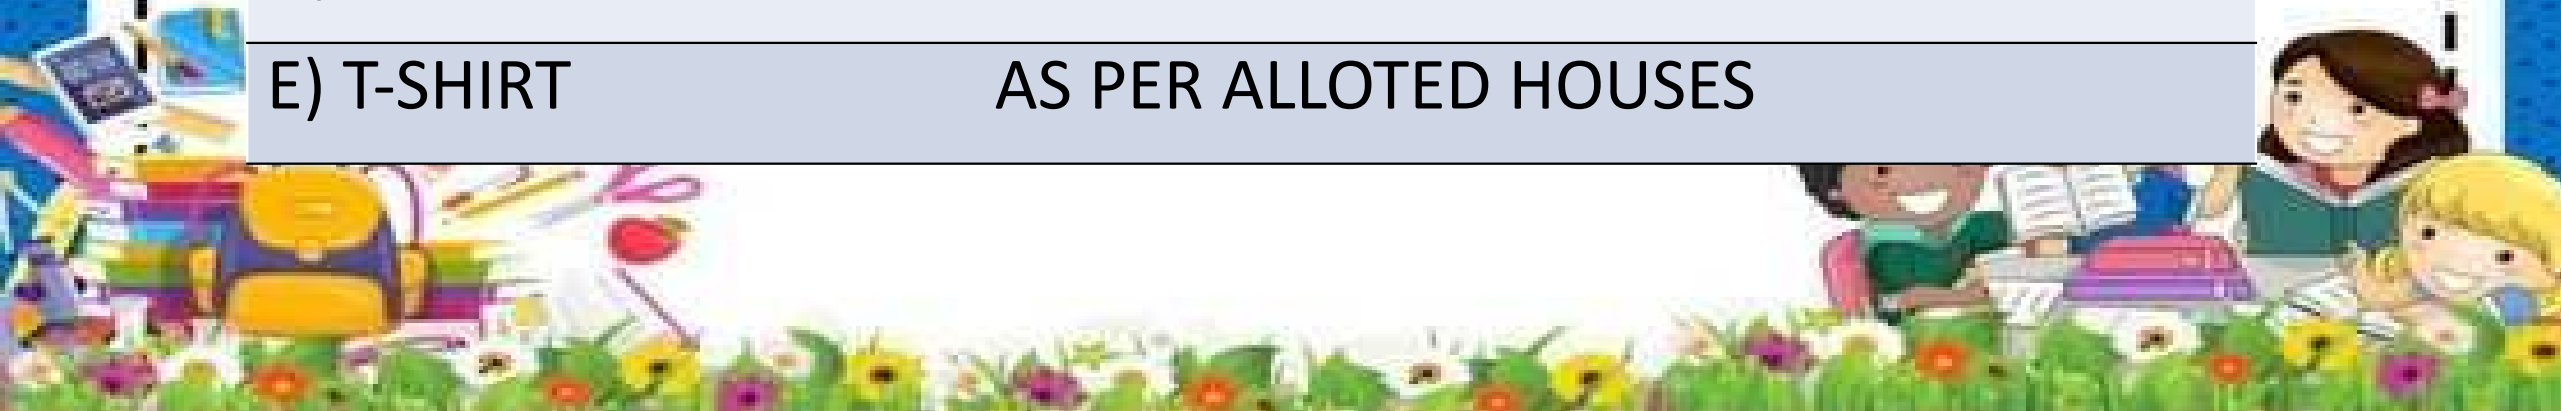 E) T-SHIRT AS PER ALLOTED HOUSES